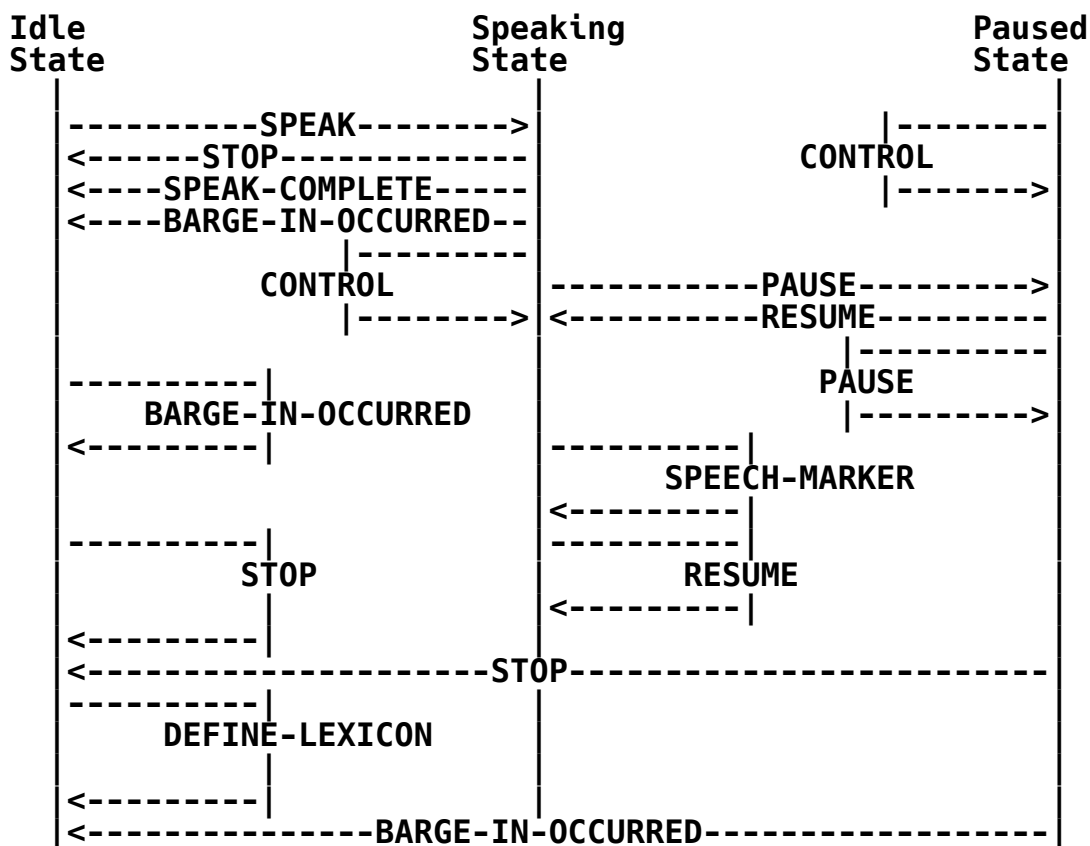 Idle Speaking Paused
State State State
SPEAK
STOP CONTROL
SPEAK-COMPLETE
BARGE-IN-OCCURRED
CONTROL PAUSE
RESUME
PAUSE
BARGE-IN-OCCURRED
SPEECH-MARKER
STOP RESUME
STOP
DEFINE-LEXICON
BARGE-IN-OCCURRED